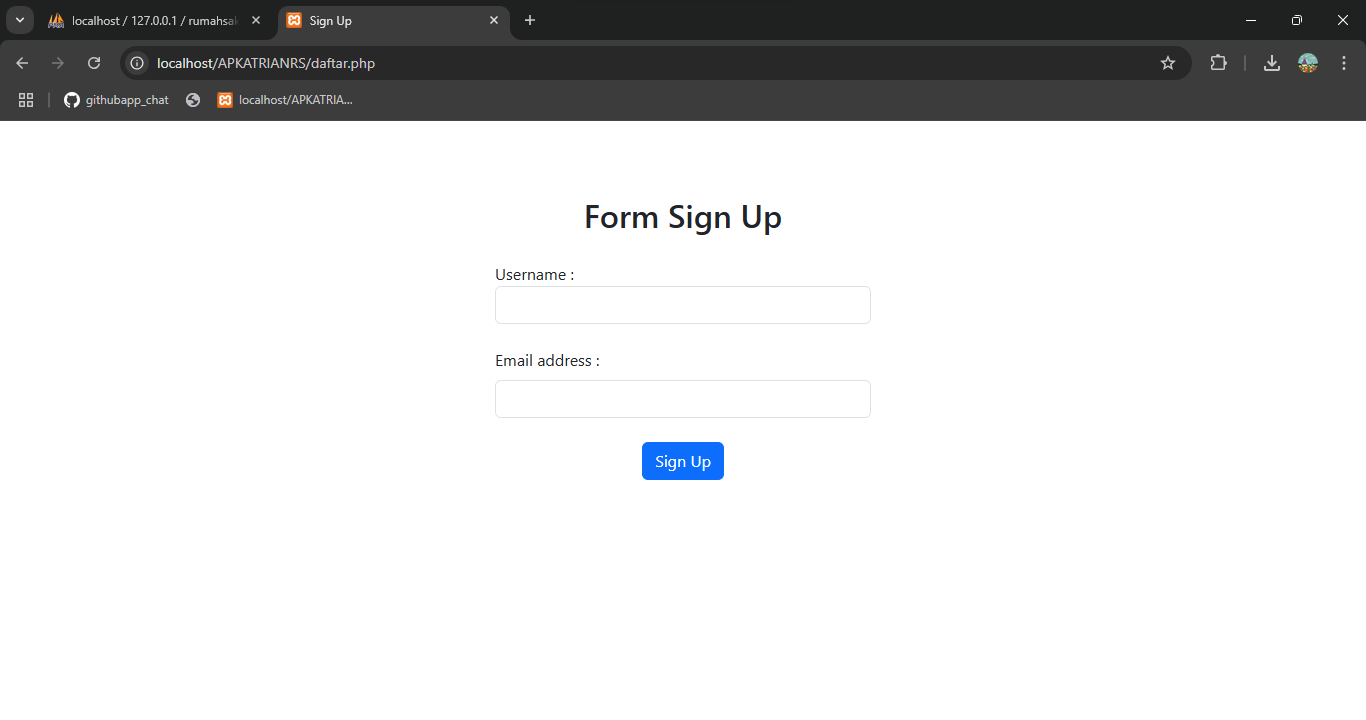 localhost / 127.0.0.1 / rumahsak
Sign Up
localhost/APKATRIANRS/daftar.php
githubapp_chat
localhost/APKATRIA...
Form Sign Up
Username :
Email address :
Sign Up